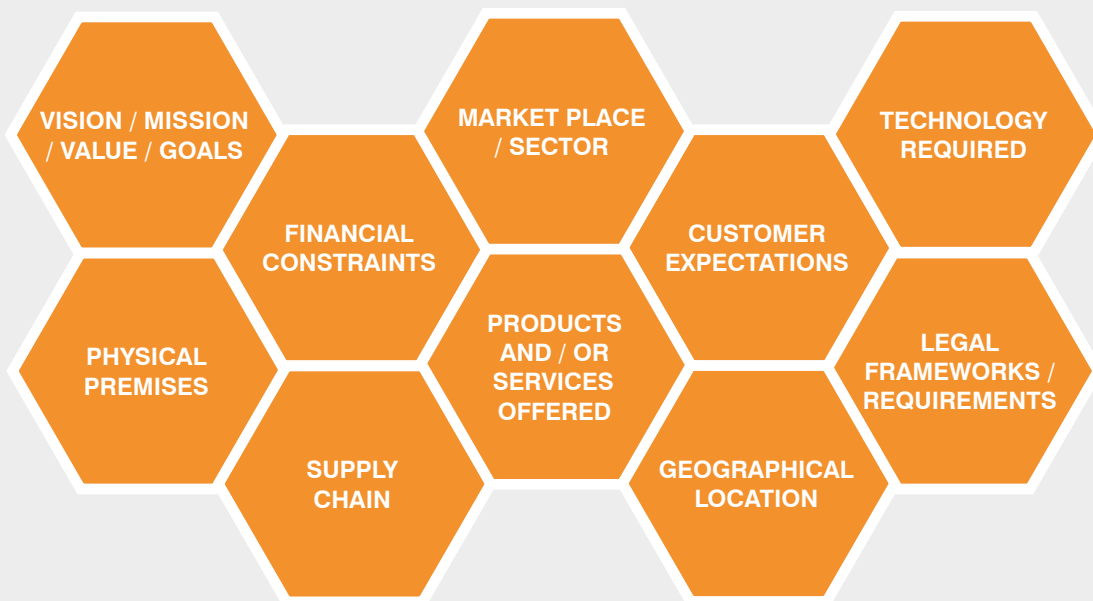 VISION / MISSION
/ VALUE / GOALS
MARKET PLACE
/ SECTOR
TECHNOLOGY
REQUIRED
FINANCIAL
CONSTRAINTS
CUSTOMER
EXPECTATIONS
PHYSICAL
PREMISES
PRODUCTS
AND / OR
SERVICES
OFFERED
LEGAL
FRAMEWORKS /
REQUIREMENTS
SUPPLY
CHAIN
GEOGRAPHICAL
LOCATION